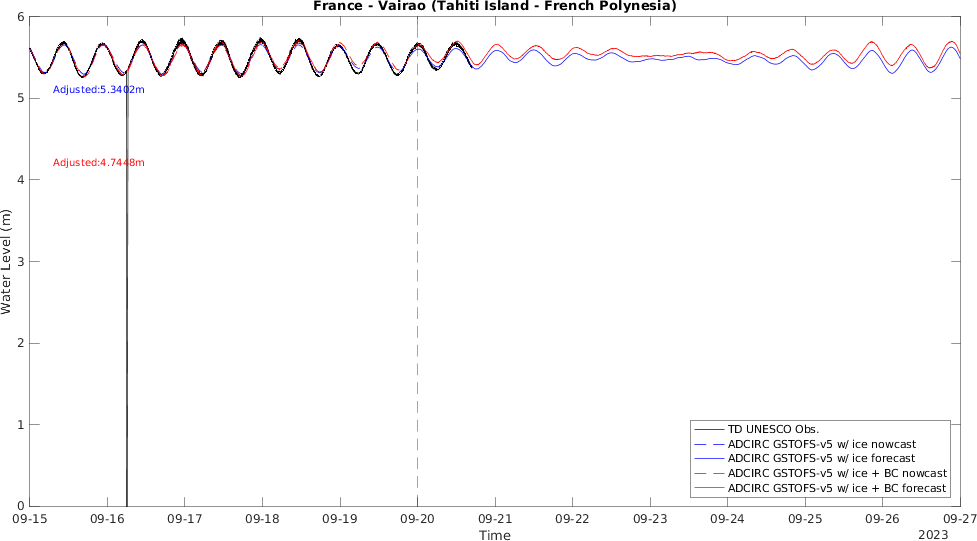 France - Vairao (Tahiti Island - French Polynesia)
6
5
4
3
2
1
0
Water Level (m)
Adjusted:5.3402m
Adjusted:4.7448m
TD UNESCO Obs.
ADCIRC GSTOFS-v5 w/ ice nowcast
ADCIRC GSTOFS-v5 w/ ice forecast
ADCIRC GSTOFS-v5 w/ ice + BC nowcast
ADCIRC GSTOFS-v5 w/ ice + BC forecast
09-15 09-16 09-17 09-18 09-19 09-20 09-21 09-22 09-23 09-24 09-25 09-26 09-27
Time
2023